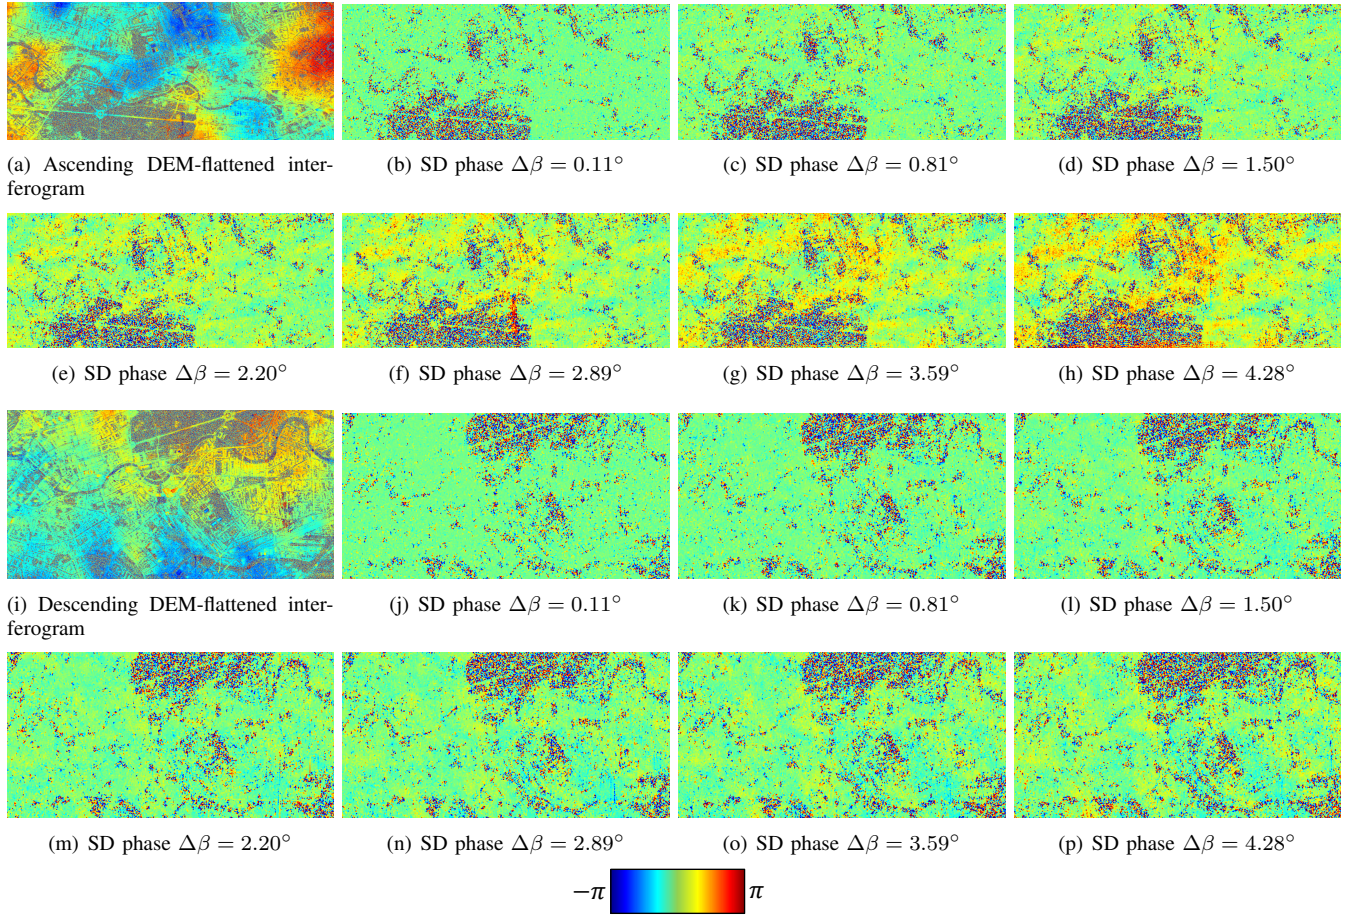 (a) Ascending DEM-flattened inter-
ferogram
(b) SD phase Δβ = 0.11°
(c) SD phase Δβ = 0.81°
(d) SD phase Δβ = 1.50°
(e) SD phase Δβ = 2.20°
(f) SD phase Δβ = 2.89°
(g) SD phase Δβ = 3.59°
(h) SD phase Δβ = 4.28°
(i) Descending DEM-flattened inter-
ferogram
(j) SD phase Δβ = 0.11°
(k) SD phase Δβ = 0.81°
(l) SD phase Δβ = 1.50°
(m) SD phase Δβ = 2.20°
(n) SD phase Δβ = 2.89°
(o) SD phase Δβ = 3.59°
(p) SD phase Δβ = 4.28°
−π π